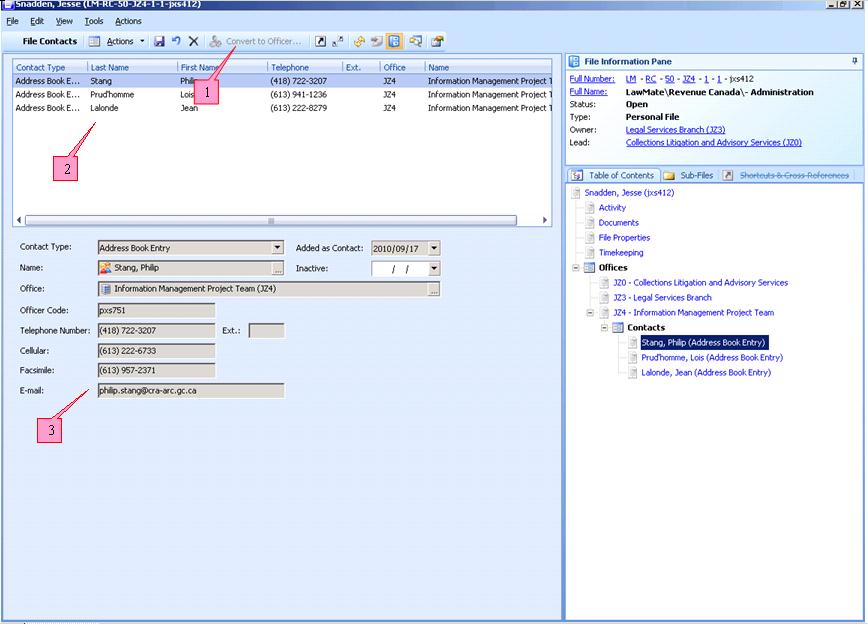 Snadden, Jesse (LM-RC-50-JZ4-1-1-jxs412)
File Edit View Tools Actions
File Contacts Actions Convert to Officer...
Contact Type Last Name First Name Telephone Ext. Office Name
Address Book E... Stang (418) 722-3207 JZ4 Information Management Project T
Address Book E... Prud'homme Lois (613) 941-1236 JZ4 Information Management Project T
Address Book E... Lalonde Jean (613) 222-8279 JZ4 Information Management Project T
1
2
Contact Type: Address Book Entry Added as Contact: 2010/09/17
Name: Stang, Philip ... Inactive: / /
Office: Information Management Project Team (JZ4) ...
Officer Code: pxs751
Telephone Number: (418) 722-3207 Ext.:
Cellular: (613) 222-6733
Facsimile: (613) 957-2371
E-mail: philip.stang@cra-arc.gc.ca
3
File Information Pane
Full Number: LM - RC - 50 - JZ4 - 1 - 1 - jxs412
Full Name: LawMate\Revenue Canada\- Administration
Status: Open
Type: Personal File
Owner: Legal Services Branch (JZ3)
Lead: Collections Litigation and Advisory Services (JZ0)
Table of Contents Sub-Files Shortcuts & Cross-References
Snadden, Jesse (jxs412)
Activity
Documents
File Properties
Timekeeping
Offices
JZ0 - Collections Litigation and Advisory Services
JZ3 - Legal Services Branch
JZ4 - Information Management Project Team
Contacts
Stang, Philip (Address Book Entry)
Prud'homme, Lois (Address Book Entry)
Lalonde, Jean (Address Book Entry)